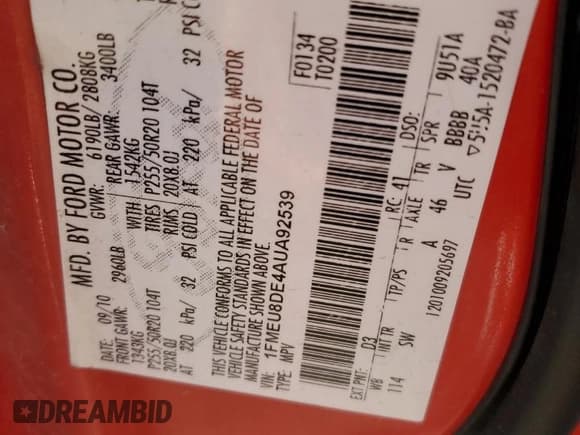 MFD. BY FORD MOTOR CO.
DATE: 09/10 GVWR: 6190LB/ 2808KG
FRONT GAWR: 2960LB REAR GAWR: 3400LB
1343KG WITH 1542KG
P255/50R20 104T TIRES P255/50R20 104T
20X8.0J RIMS 20X8.0J
AT 220 kPa/ 32 PSI COLD AT 220 kPa/ 32 PSI
THIS VEHICLE CONFORMS TO ALL APPLICABLE FEDERAL MOTOR
VEHICLE SAFETY STANDARDS IN EFFECT ON THE DATE OF
MANUFACTURE SHOWN ABOVE.
VIN: 1FMEU8DE4AUA92539
TYPE: MPV
F0134
T0200
EXT PNT: D3 RC: 41 DSO:
WB INT TR TP/PS R AXLE TR SPR 9U51A
114 SW A 46 V BBBB 40A
1201009205697 UTC
DREAMBID